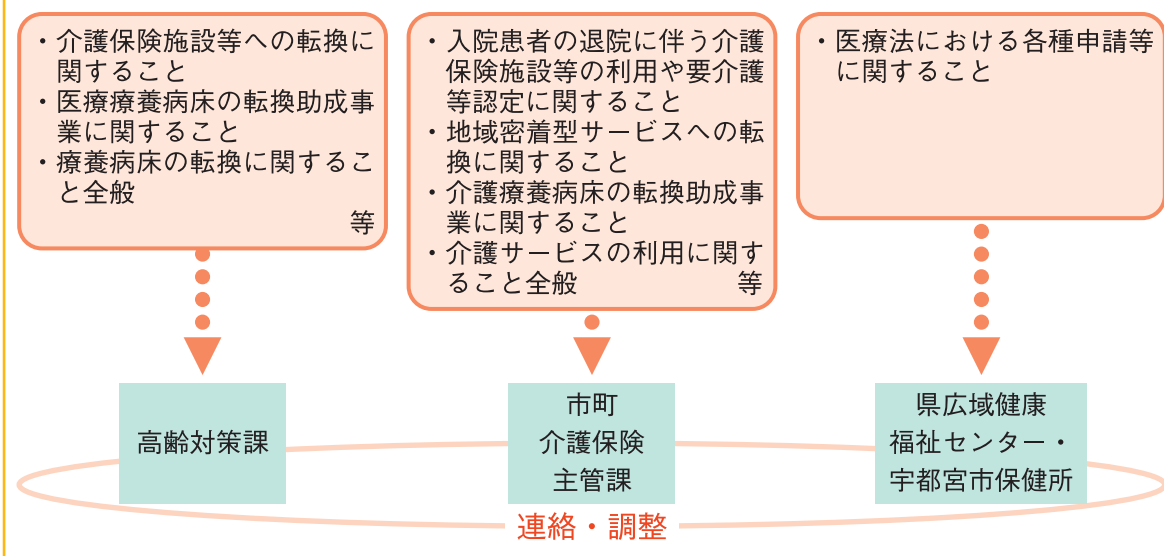 ・介護保険施設等への転換に
関すること
・医療療養病床の転換助成事
業に関すること
・療養病床の転換に関するこ
と全般
等
・入院患者の退院に伴う介護
保険施設等の利用や要介護
等認定に関すること
・地域密着型サービスへの転
換に関すること
・介護療養病床の転換助成事
業に関すること
・介護サービスの利用に関す
ること全般 等
・医療法における各種申請等
に関すること
高齢対策課
市町
介護保険
主管課
県広域健康
福祉センター・
宇都宮市保健所
連絡・調整